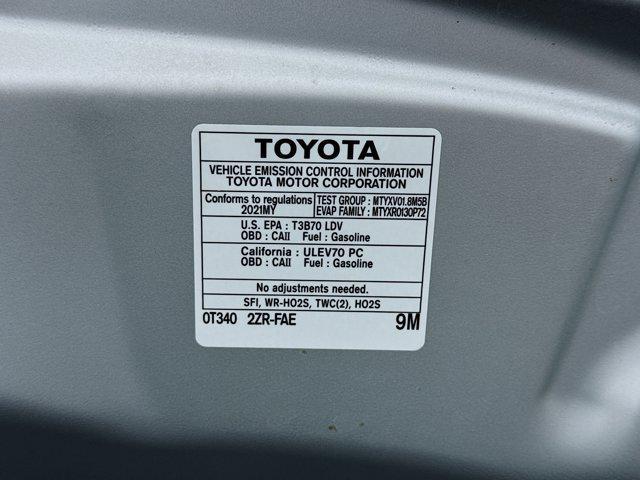 TOYOTA
VEHICLE EMISSION CONTROL INFORMATION
TOYOTA MOTOR CORPORATION
Conforms to regulations 2021MY
TEST GROUP : MTYXV01.8M5B
EVAP FAMILY : MTYXR0130P72
U.S. EPA : T3B70 LDV
OBD : CAII Fuel : Gasoline
California : ULEV70 PC
OBD : CAII Fuel : Gasoline
No adjustments needed.
SFI, WR-HO2S, TWC(2), HO2S
0T340 2ZR-FAE 9M